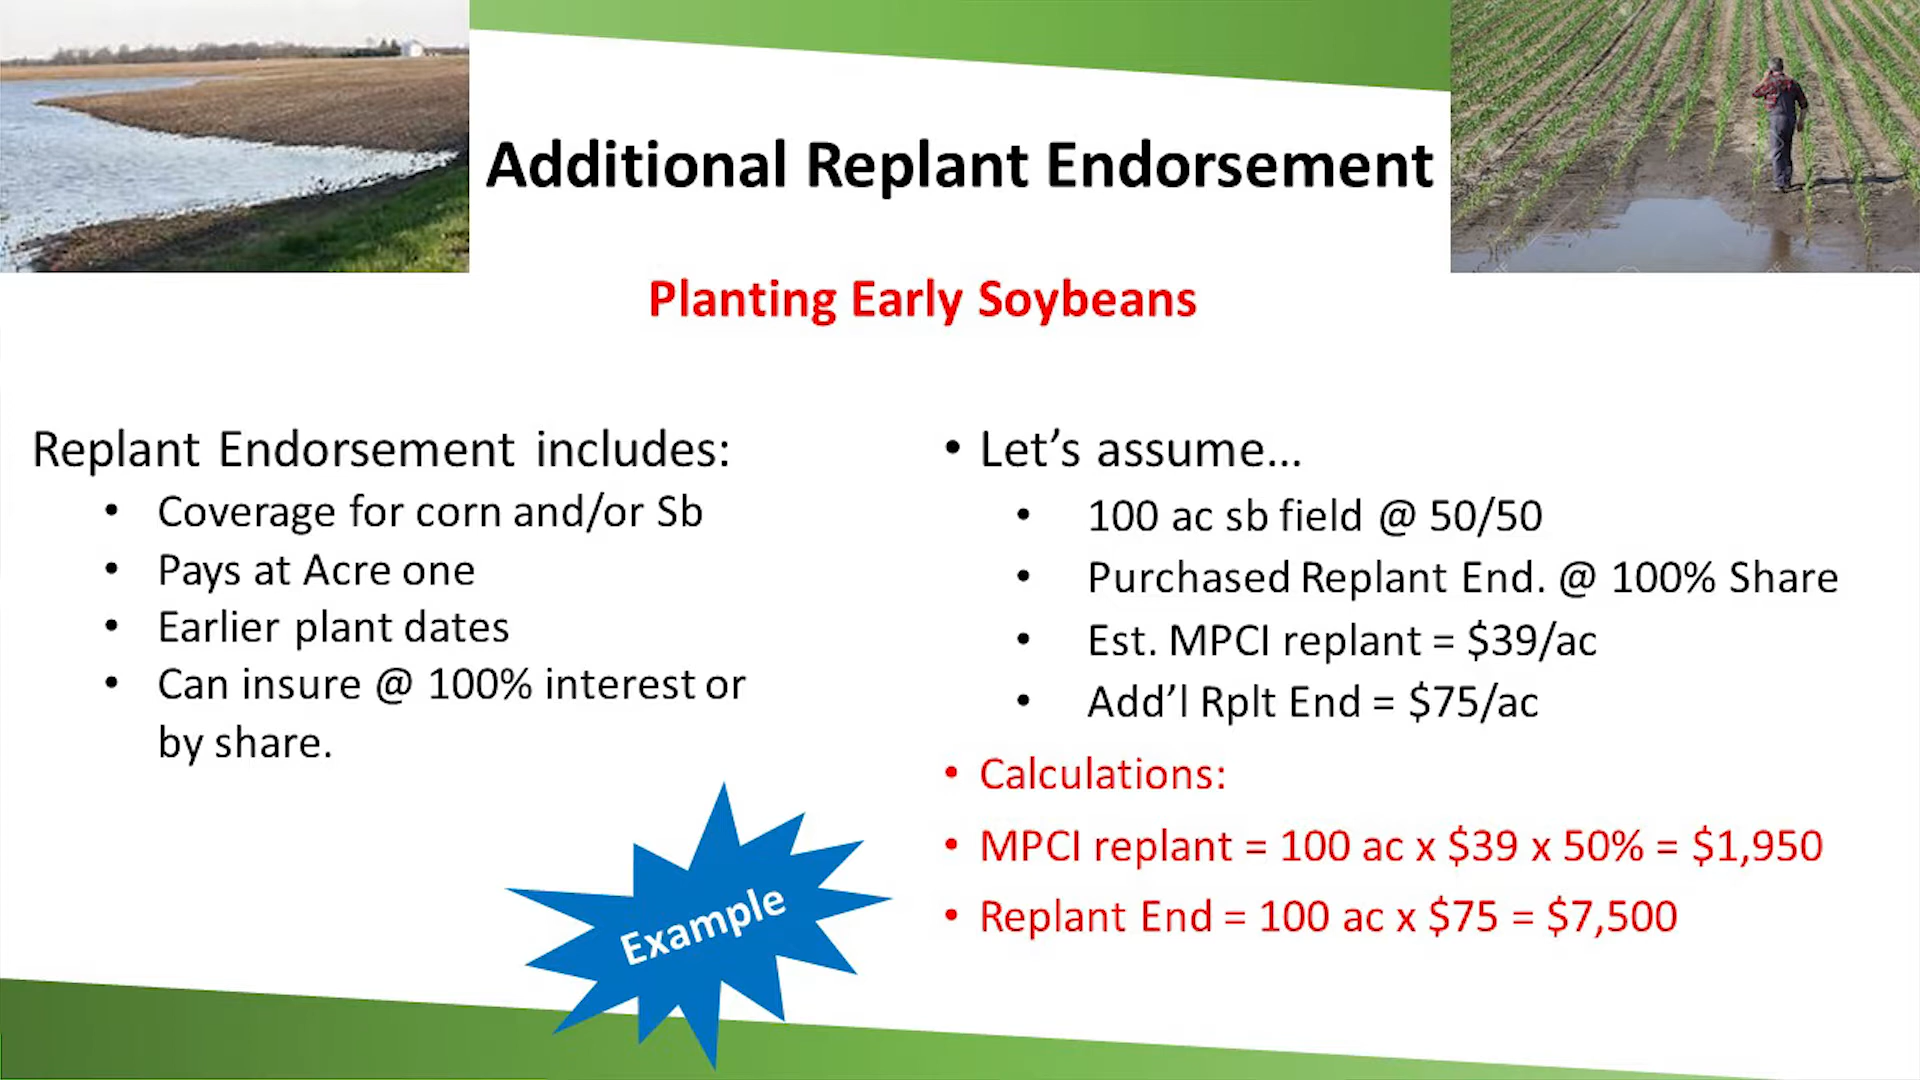 Additional Replant Endorsement
Planting Early Soybeans
Replant Endorsement includes:
• Coverage for corn and/or Sb
• Pays at Acre one
• Earlier plant dates
• Can insure @ 100% interest or
by share.
Example
• Let’s assume…
• 100 ac sb field @ 50/50
• Purchased Replant End. @ 100% Share
• Est. MPCI replant = $39/ac
• Add’l Rplt End = $75/ac
• Calculations:
• MPCI replant = 100 ac x $39 x 50% = $1,950
• Replant End = 100 ac x $75 = $7,500